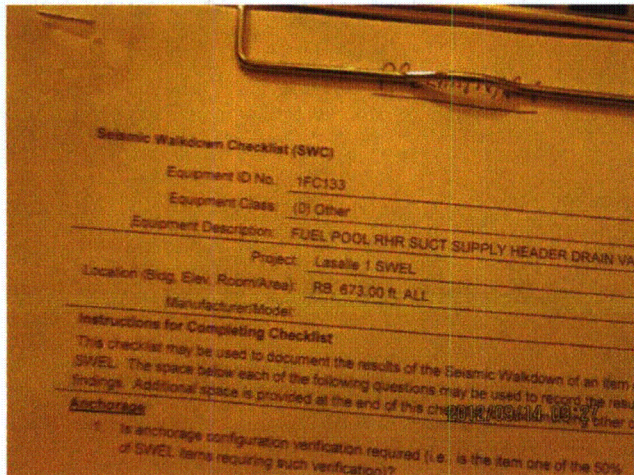 Seismic Walkdown Checklist (SWC)
Equipment ID No. 1FC133
Equipment Class: (0) Other
Equipment Description: FUEL POOL RHR SUCT SUPPLY HEADER DRAIN VA
Project: Lasalle 1 SWEL
Location (Bldg, Elev, Room/Area): RB, 673.00 ft, ALL
Manufacturer/Model:
Instructions for Completing Checklist
This checklist may be used to document the results of the Seismic Walkdown of an item
SWEL. The space below each of the following questions may be used to record the resu
findings. Additional space is provided at the end of this other
2012/09/14
Anchorage
1. Is anchorage configuration verification required (i.e., is the item one of the 50%
of SWEL items requiring such verification)?